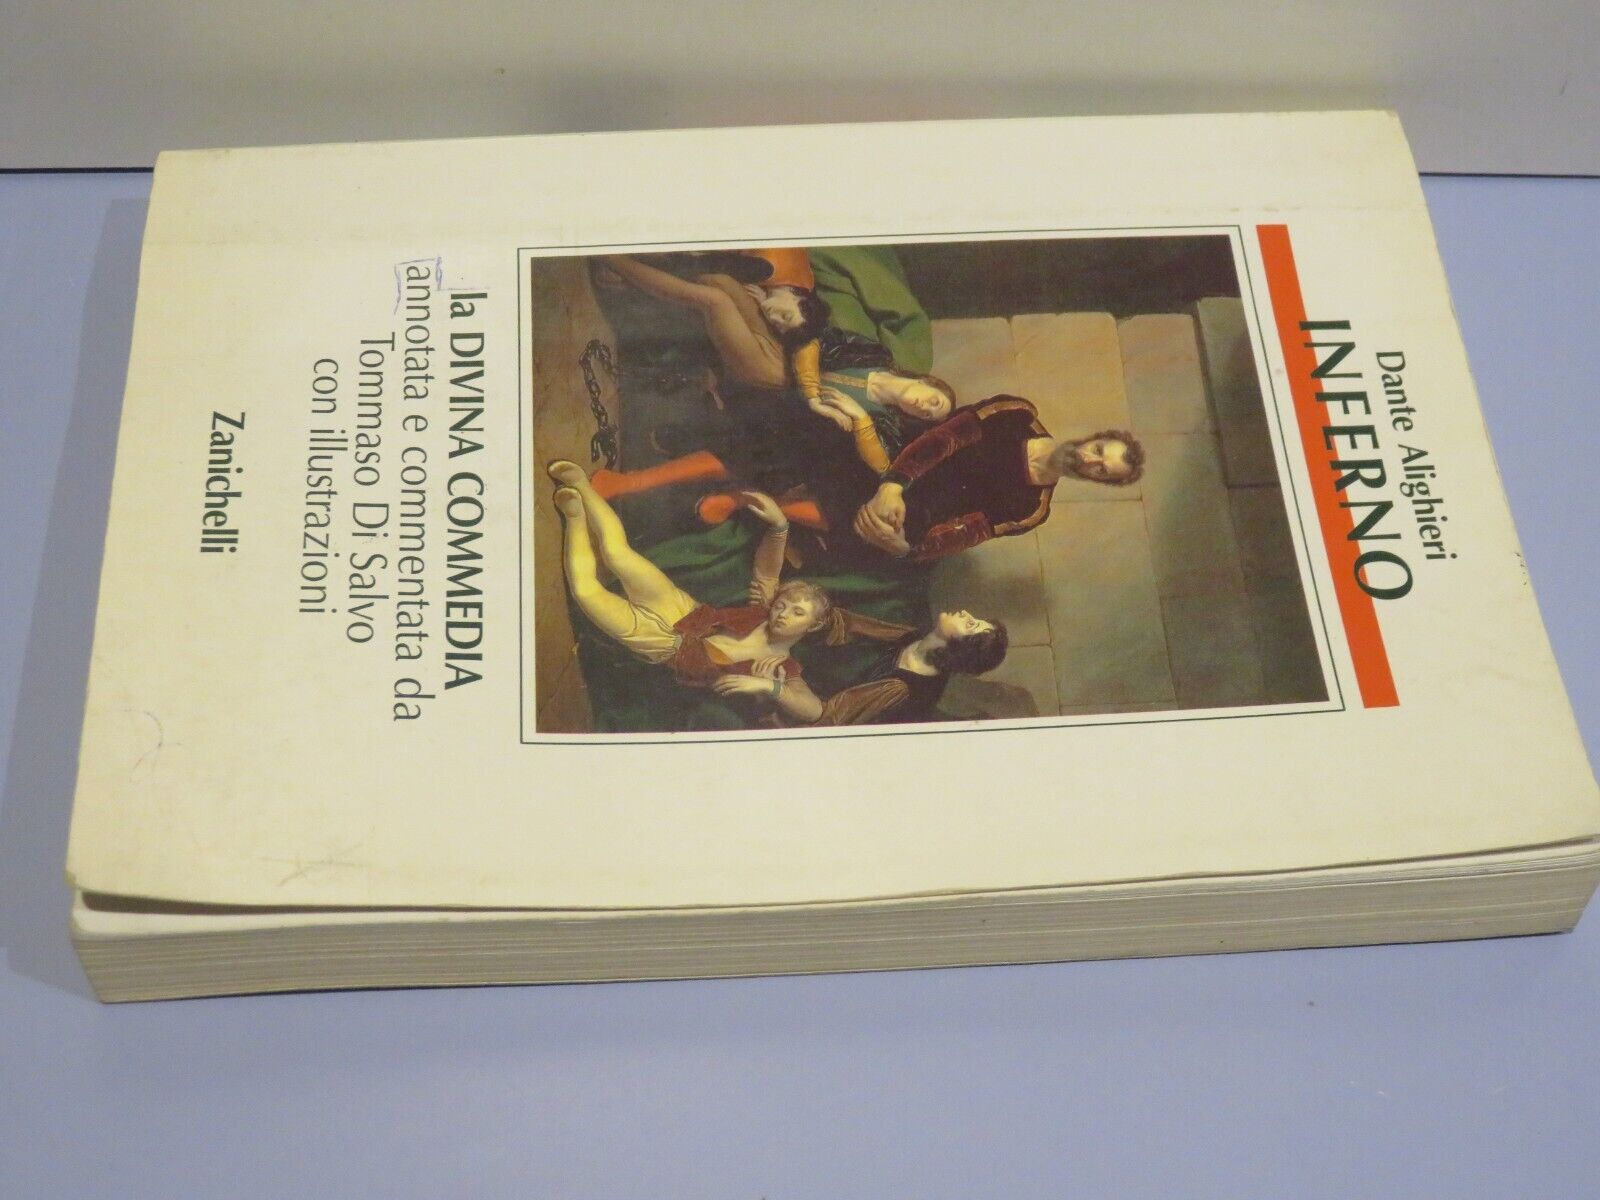 Dante Alighieri
INFERNO
la DIVINA COMMEDIA
annotata e commentata da
Tommaso Di Salvo
con illustrazioni
Zanichelli